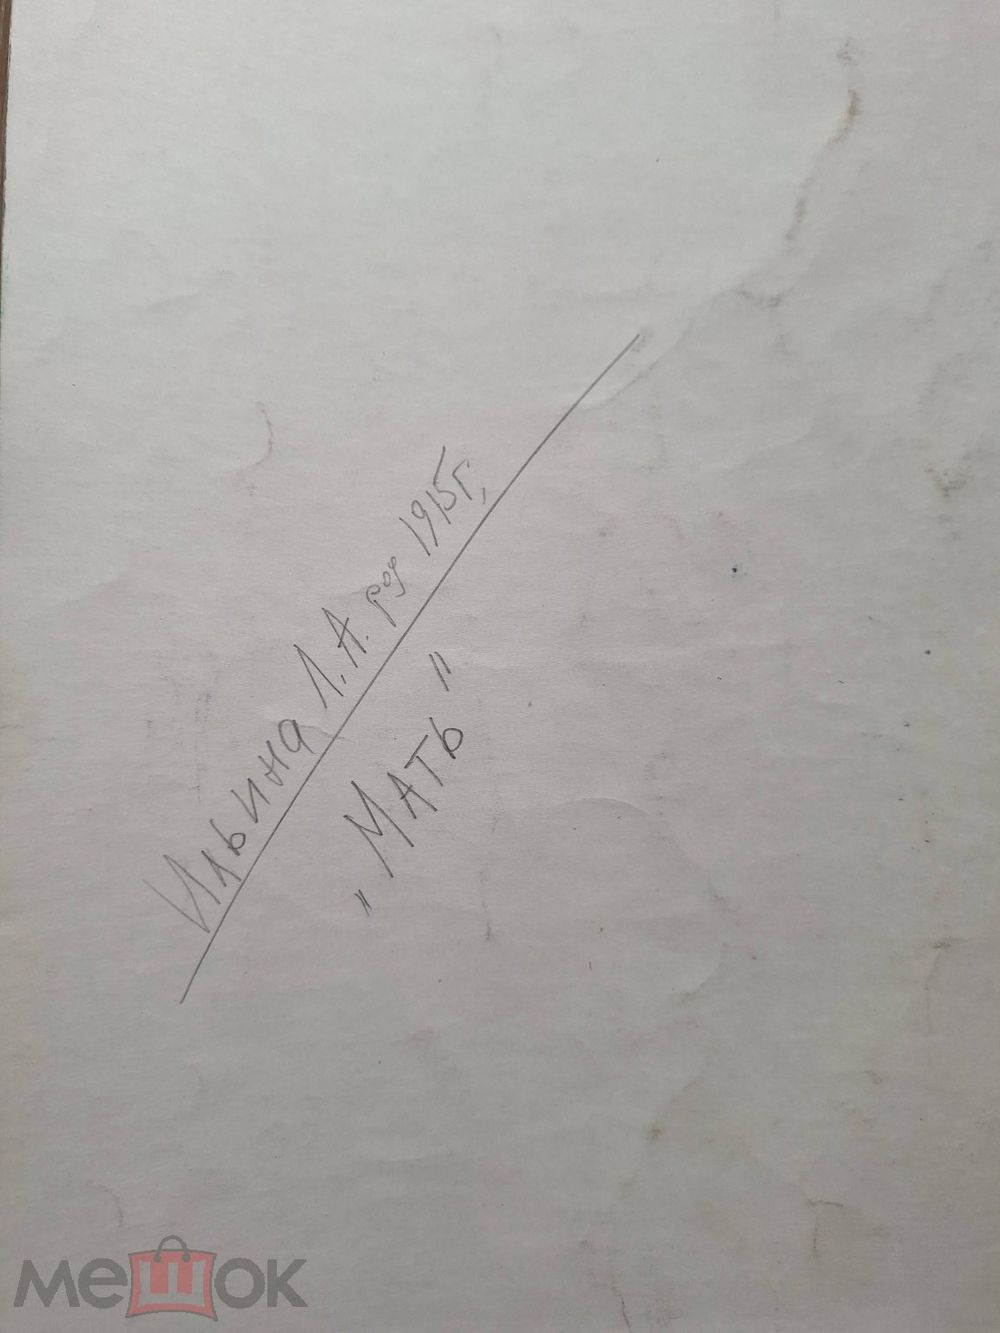 Ильина Л.А. род 1915г,
„Мать"
мешок